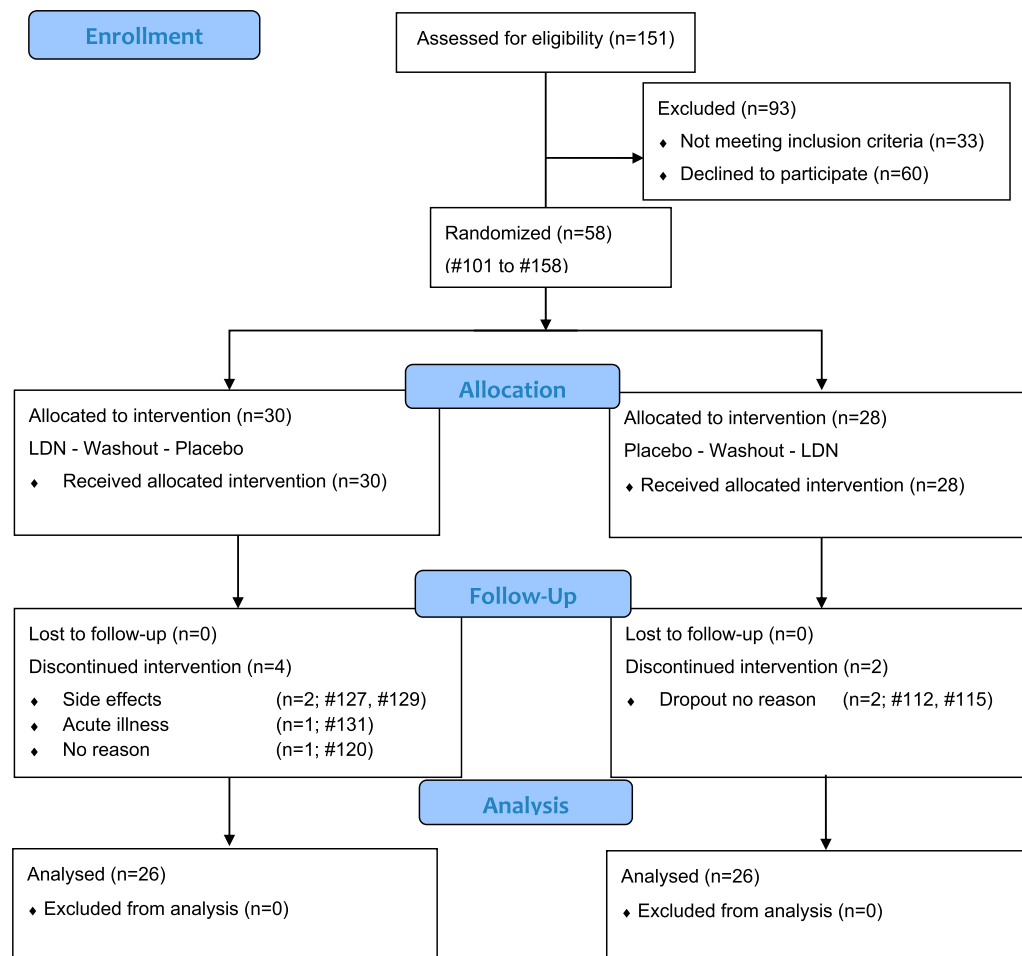 Enrollment
Assessed for eligibility (n=151)
Excluded (n=93)
♦ Not meeting inclusion criteria (n=33)
♦ Declined to participate (n=60)
Randomized (n=58)
(#101 to #158)
Allocation
Allocated to intervention (n=30)
LDN - Washout - Placebo
♦ Received allocated intervention (n=30)
Allocated to intervention (n=28)
Placebo - Washout - LDN
♦ Received allocated intervention (n=28)
Follow-Up
Lost to follow-up (n=0)
Discontinued intervention (n=4)
♦ Side effects (n=2; #127, #129)
♦ Acute illness (n=1; #131)
♦ No reason (n=1; #120)
Lost to follow-up (n=0)
Discontinued intervention (n=2)
♦ Dropout no reason (n=2; #112, #115)
Analysis
Analysed (n=26)
♦ Excluded from analysis (n=0)
Analysed (n=26)
♦ Excluded from analysis (n=0)